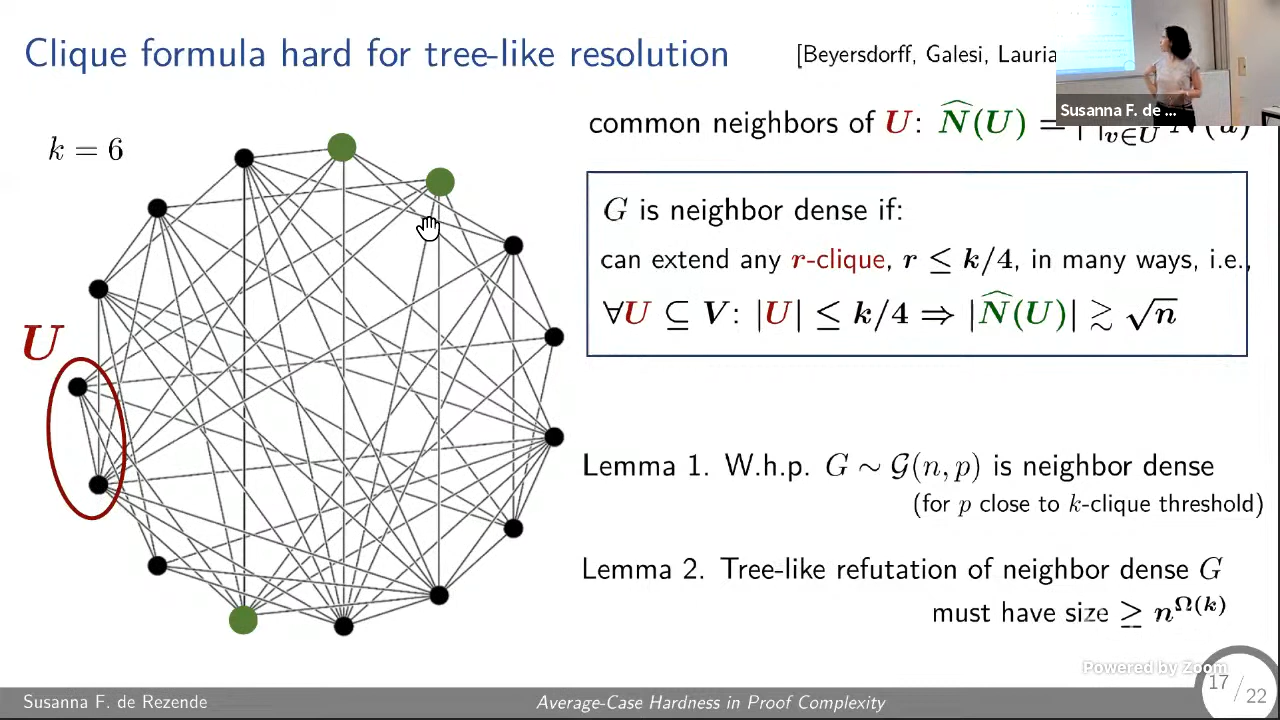 Clique formula hard for tree-like resolution
[Beyersdorff, Galesi, Lauria
Susanna F. de ...
common neighbors of U: N̂(U) = ⋂_{v∈U} N(u)
k = 6
G is neighbor dense if:
can extend any r-clique, r ≤ k/4, in many ways, i.e.,
∀U ⊆ V: |U| ≤ k/4 ⇒ |N̂(U)| ≳ √n
U
Lemma 1. W.h.p. G ∼ 𝒢(n, p) is neighbor dense
(for p close to k-clique threshold)
Lemma 2. Tree-like refutation of neighbor dense G
must have size ≥ n^Ω(k)
Powered by Zoom
Susanna F. de Rezende
Average-Case Hardness in Proof Complexity
17/22